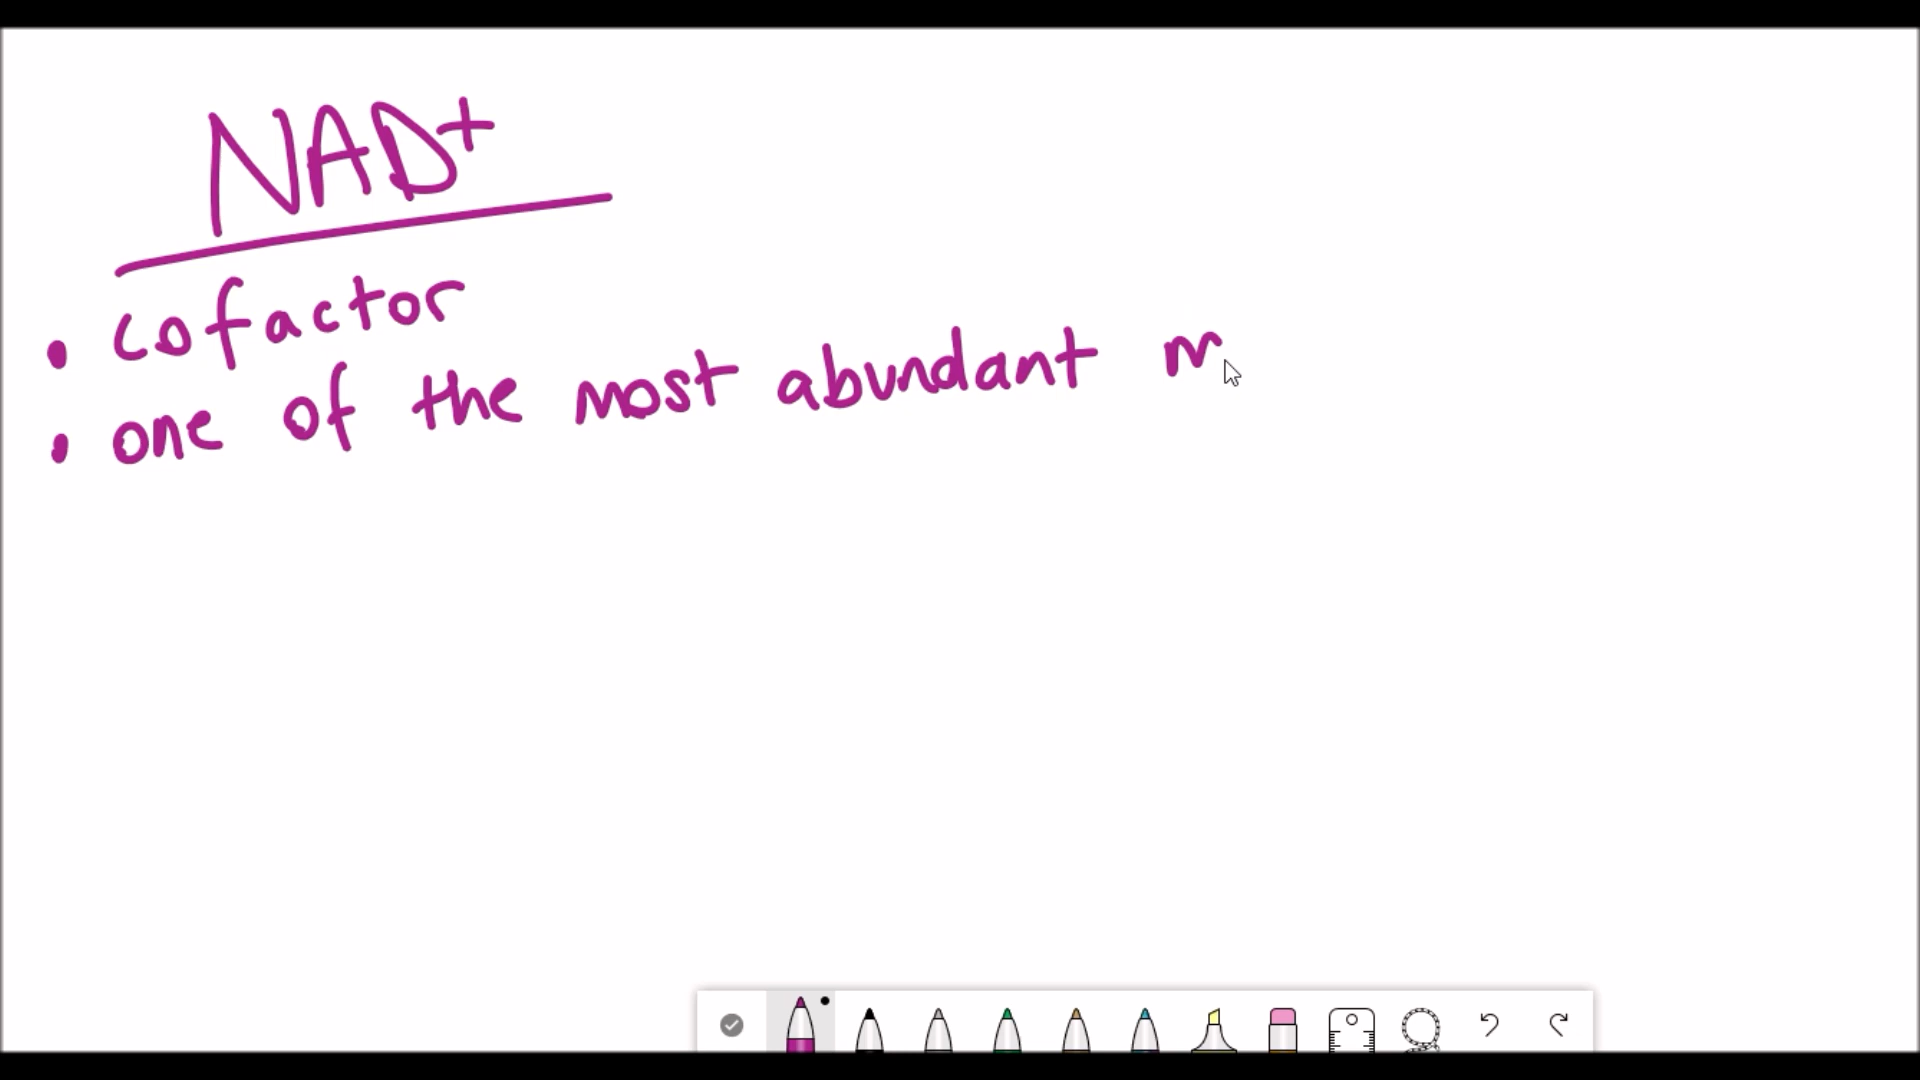 NAD+
• cofactor
• one of the most abundant m